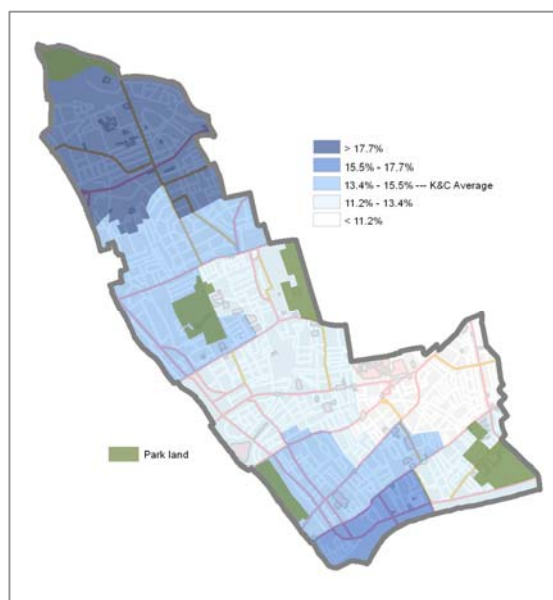 > 17.7%
15.5% - 17.7%
13.4% - 15.5% --- K&C Average
11.2% - 13.4%
< 11.2%
Park land